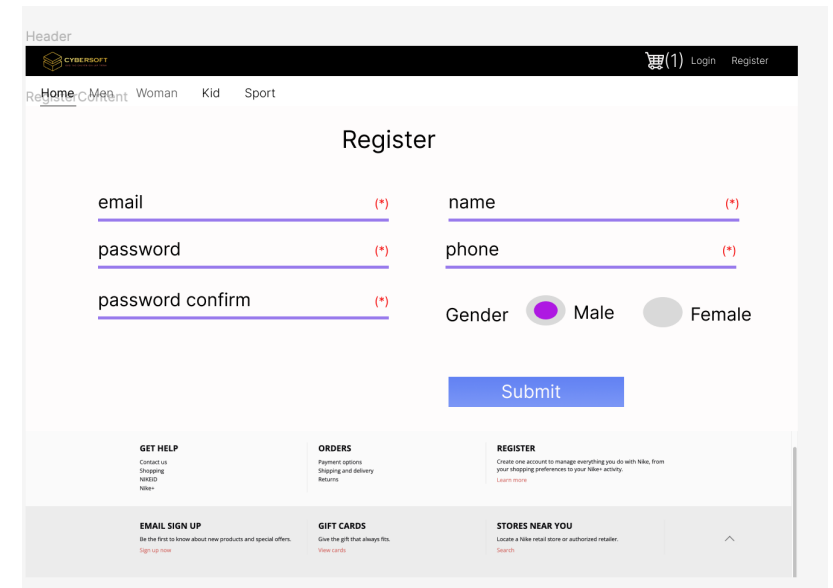 Header
CYBERSOFT
(1) Login Register
RegisterContent
Home Men Woman Kid Sport
Register
email (*)
name (*)
password (*)
phone (*)
password confirm (*)
Gender Male Female
Submit
GET HELP
Contact us
Shopping
NIKEiD
Nike+
ORDERS
Payment options
Shipping and delivery
Returns
REGISTER
Create one account to manage everything you do with Nike, from
your shopping preferences to your Nike+ activity.
Learn more
EMAIL SIGN UP
Be the first to know about new products and special offers.
Sign up now
GIFT CARDS
Give the gift that always fits.
View cards
STORES NEAR YOU
Locate a Nike retail store or authorized retailer.
Search